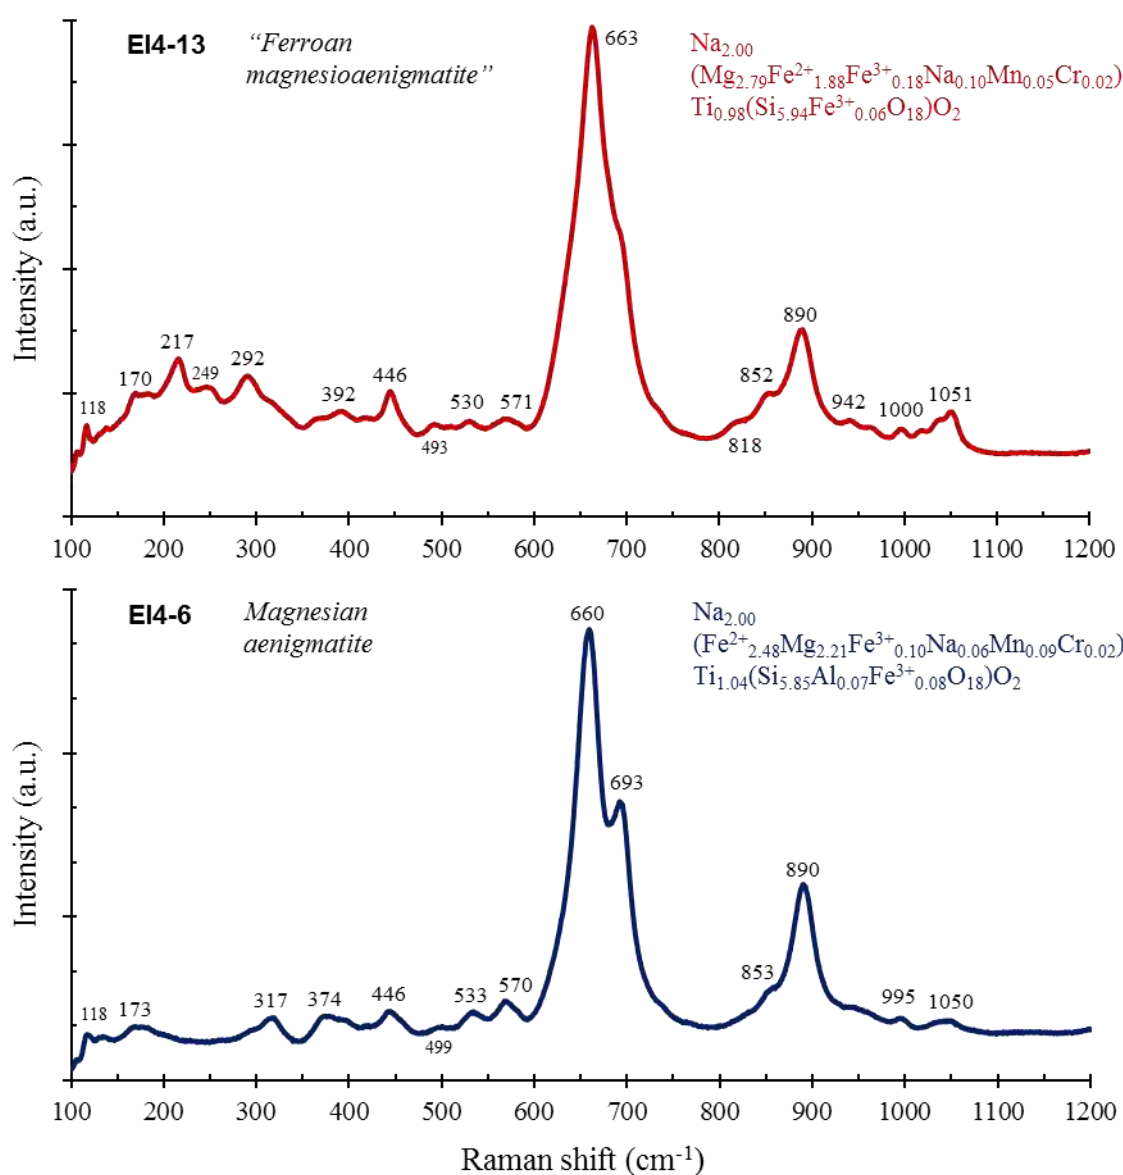 EI4-13
“Ferroan
magnesioaenigmatite”
Na2.00
(Mg2.79Fe2+1.88Fe3+0.18Na0.10Mn0.05Cr0.02)
Ti0.98(Si5.94Fe3+0.06O18)O2
663
217
170
249
292
118
392
446
493
530
571
852
890
818
942
1000
1051
Intensity (a.u.)
100 200 300 400 500 600 700 800 900 1000 1100 1200
EI4-6
Magnesian
aenigmatite
Na2.00
(Fe2+2.48Mg2.21Fe3+0.10Na0.06Mn0.09Cr0.02)
Ti1.04(Si5.85Al0.07Fe3+0.08O18)O2
660
693
890
853
118
173
317
374
446
499
533
570
995
1050
Intensity (a.u.)
100 200 300 400 500 600 700 800 900 1000 1100 1200
Raman shift (cm-1)